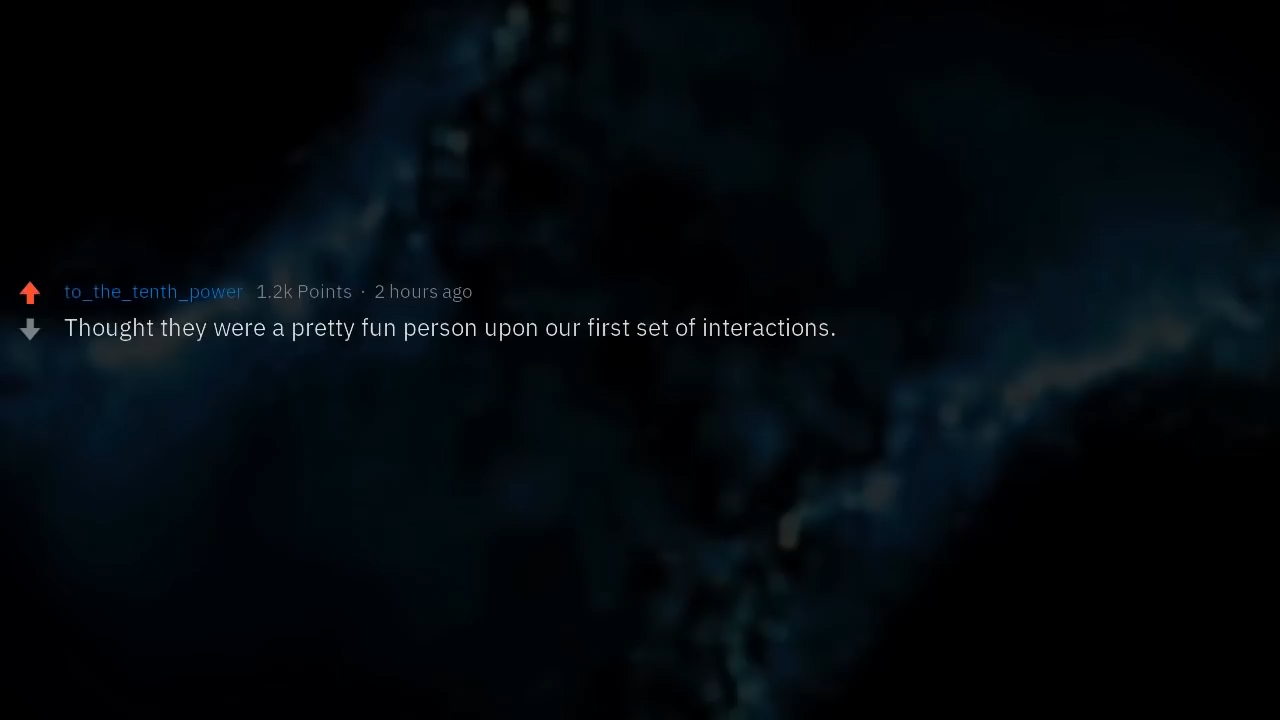 to_the_tenth_power 1.2k Points · 2 hours ago
Thought they were a pretty fun person upon our first set of interactions.